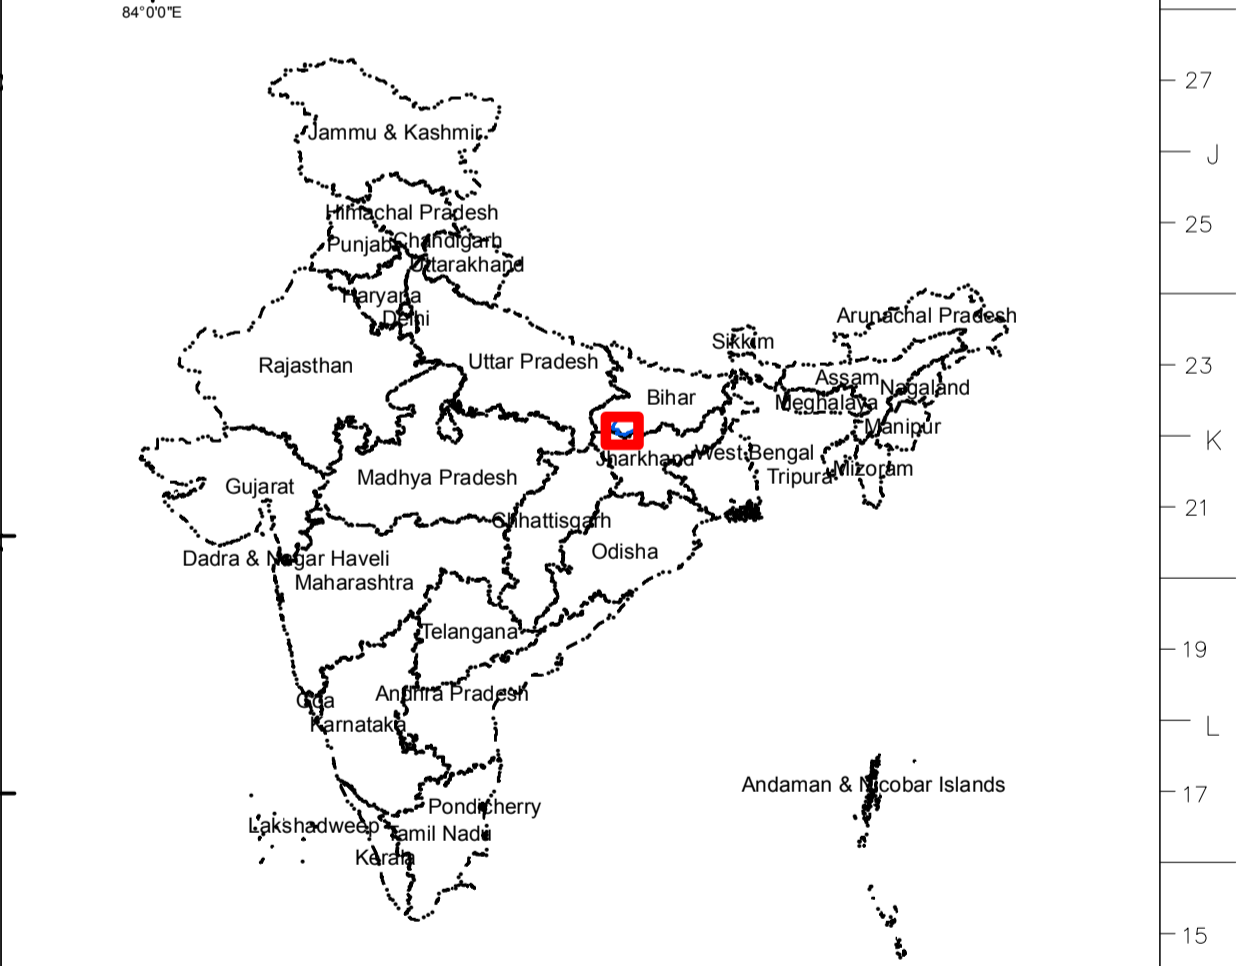 84°0'0"E
27
Jammu & Kashmir
J
Himachal Pradesh
25
Chandigarh
Punjab
Uttarakhand
Haryana
Arunachal Pradesh
Delhi
Sikkim
Uttar Pradesh
23
Rajasthan
Assam
Nagaland
Bihar
Meghalaya
Manipur
K
West Bengal
Jharkhand
Mizoram
Madhya Pradesh
Tripura
Gujarat
21
Chhattisgarh
Odisha
Dadra & Nagar Haveli
Maharashtra
Telangana
19
Andhra Pradesh
Goa
Karnataka
L
Andaman & Nicobar Islands
17
Pondicherry
Lakshadweep
Tamil Nadu
Kerala
15